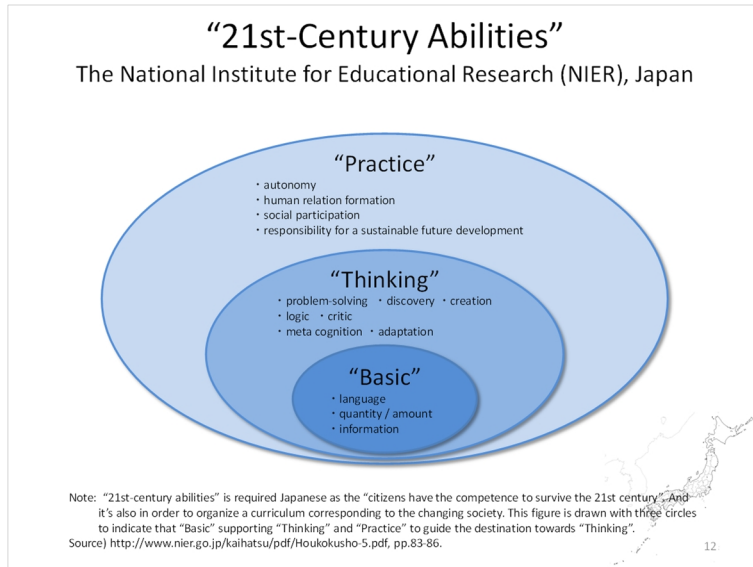 “21st-Century Abilities”
The National Institute for Educational Research (NIER), Japan
“Practice”
・autonomy
・human relation formation
・social participation
・responsibility for a sustainable future development
“Thinking”
・problem-solving ・discovery ・creation
・logic ・critic
・meta cognition ・adaptation
“Basic”
・language
・quantity / amount
・information
Note: “21st-century abilities” is required Japanese as the “citizens have the competence to survive the 21st century”. And
it’s also in order to organize a curriculum corresponding to the changing society. This figure is drawn with three circles
to indicate that “Basic” supporting “Thinking” and “Practice” to guide the destination towards “Thinking”.
Source) http://www.nier.go.jp/kaihatsu/pdf/Houkokusho-5.pdf, pp.83-86.
12